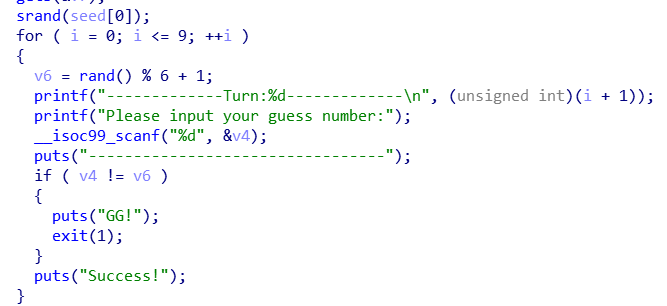 srand(seed[0]);
for ( i = 0; i <= 9; ++i )
{
v6 = rand() % 6 + 1;
printf("-------------Turn:%d-------------\n", (unsigned int)(i + 1));
printf("Please input your guess number:");
__isoc99_scanf("%d", &v4);
puts("---------------------------------");
if ( v4 != v6 )
{
puts("GG!");
exit(1);
}
puts("Success!");
}